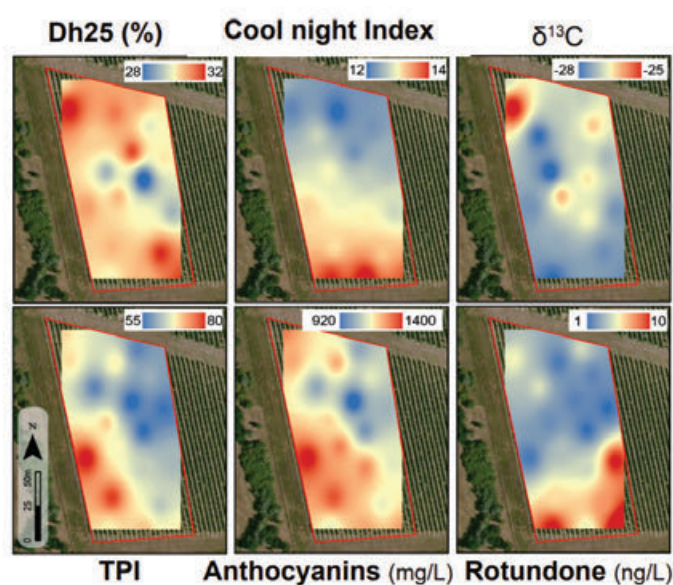 Dh25 (%) Cool night Index δ¹³C
28 32 12 14 -28 -25
55 80 920 1400 1 10
N
0 25 50m
TPI Anthocyanins (mg/L) Rotundone (ng/L)